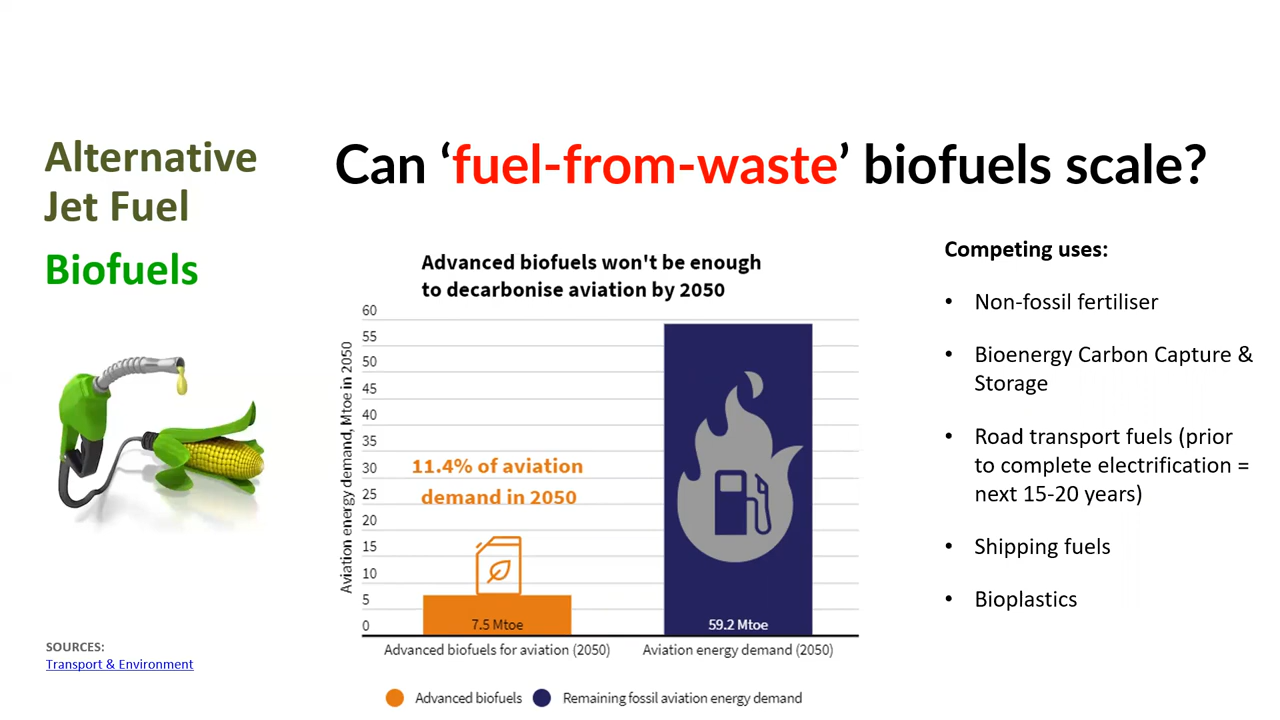 Alternative
Jet Fuel
Biofuels
Can ‘fuel-from-waste’ biofuels scale?
Advanced biofuels won't be enough
to decarbonise aviation by 2050
Aviation energy demand, Mtoe in 2050
60
55
50
45
40
35
30
25
20
15
10
5
0
11.4% of aviation
demand in 2050
7.5 Mtoe
59.2 Mtoe
Advanced biofuels for aviation (2050)
Aviation energy demand (2050)
Advanced biofuels
Remaining fossil aviation energy demand
Competing uses:
• Non-fossil fertiliser
• Bioenergy Carbon Capture &
Storage
• Road transport fuels (prior
to complete electrification =
next 15-20 years)
• Shipping fuels
• Bioplastics
SOURCES:
Transport & Environment